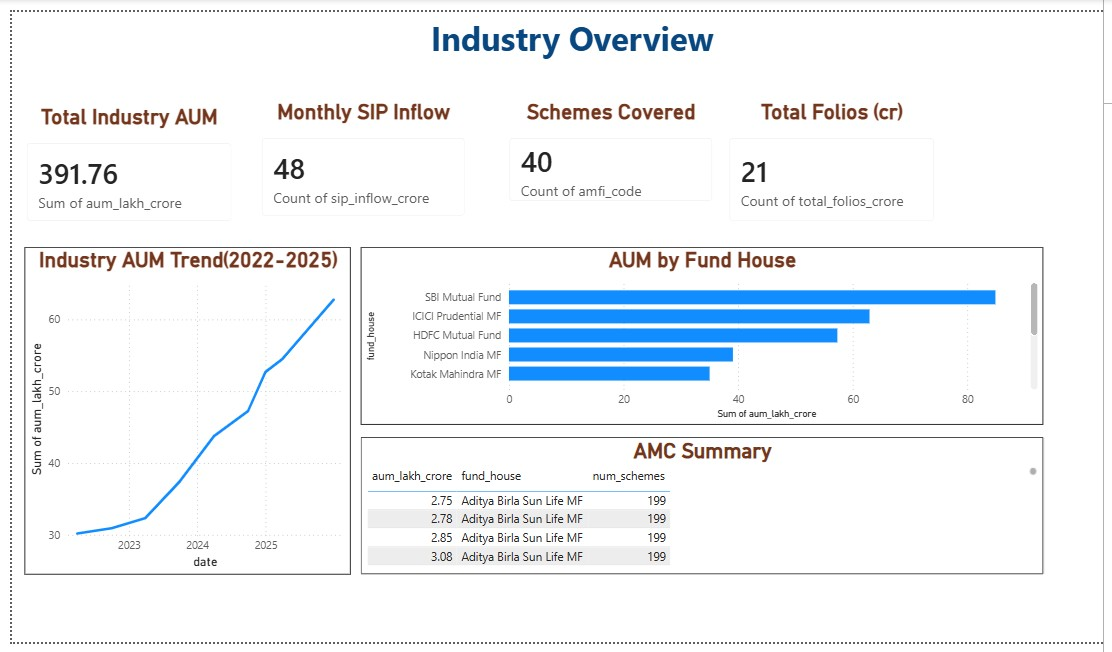 Industry Overview
Total Industry AUM
391.76
Sum of aum_lakh_crore
Monthly SIP Inflow
48
Count of sip_inflow_crore
Schemes Covered
40
Count of amfi_code
Total Folios (cr)
21
Count of total_folios_crore
Industry AUM Trend(2022-2025)
Sum of aum_lakh_crore
60
50
40
30
2023 2024 2025
date
AUM by Fund House
fund_house
SBI Mutual Fund
ICICI Prudential MF
HDFC Mutual Fund
Nippon India MF
Kotak Mahindra MF
0 20 40 60 80
Sum of aum_lakh_crore
AMC Summary
aum_lakh_crore fund_house num_schemes
2.75 Aditya Birla Sun Life MF 199
2.78 Aditya Birla Sun Life MF 199
2.85 Aditya Birla Sun Life MF 199
3.08 Aditya Birla Sun Life MF 199